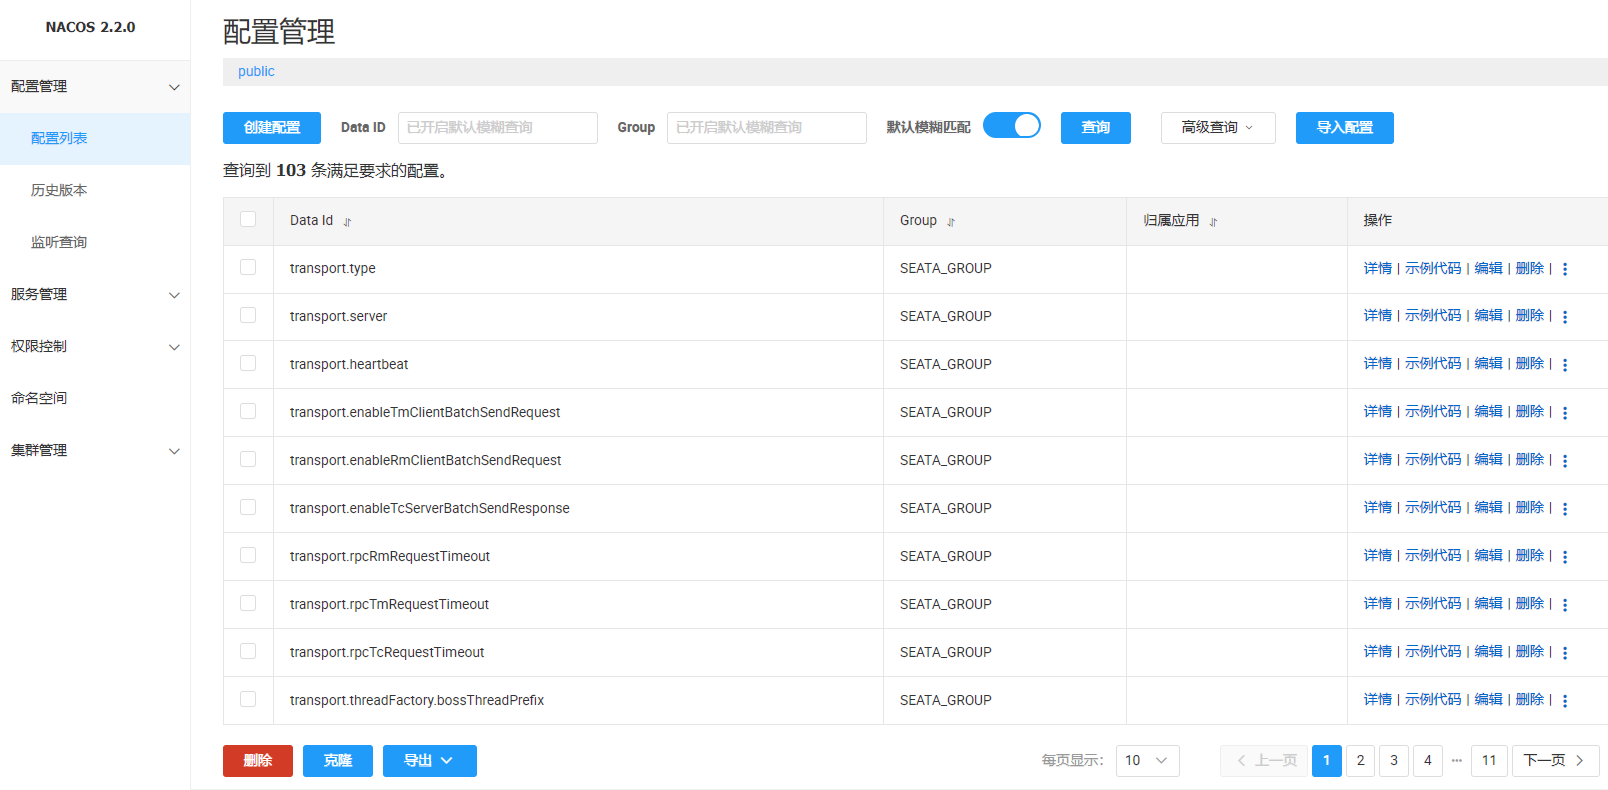 NACOS 2.2.0
配置管理
配置列表
历史版本
监听查询
服务管理
权限控制
命名空间
集群管理
配置管理
public
创建配置 Data ID 已开启默认模糊查询 Group 已开启默认模糊查询 默认模糊匹配 查询 高级查询 导入配置
查询到 103 条满足要求的配置。
Data Id Group 归属应用 操作
transport.type SEATA_GROUP 详情 | 示例代码 | 编辑 | 删除 |
transport.server SEATA_GROUP 详情 | 示例代码 | 编辑 | 删除 |
transport.heartbeat SEATA_GROUP 详情 | 示例代码 | 编辑 | 删除 |
transport.enableTmClientBatchSendRequest SEATA_GROUP 详情 | 示例代码 | 编辑 | 删除 |
transport.enableRmClientBatchSendRequest SEATA_GROUP 详情 | 示例代码 | 编辑 | 删除 |
transport.enableTcServerBatchSendResponse SEATA_GROUP 详情 | 示例代码 | 编辑 | 删除 |
transport.rpcRmRequestTimeout SEATA_GROUP 详情 | 示例代码 | 编辑 | 删除 |
transport.rpcTmRequestTimeout SEATA_GROUP 详情 | 示例代码 | 编辑 | 删除 |
transport.rpcTcRequestTimeout SEATA_GROUP 详情 | 示例代码 | 编辑 | 删除 |
transport.threadFactory.bossThreadPrefix SEATA_GROUP 详情 | 示例代码 | 编辑 | 删除 |
删除 克隆 导出 每页显示: 10 上一页 1 2 3 4 ··· 11 下一页